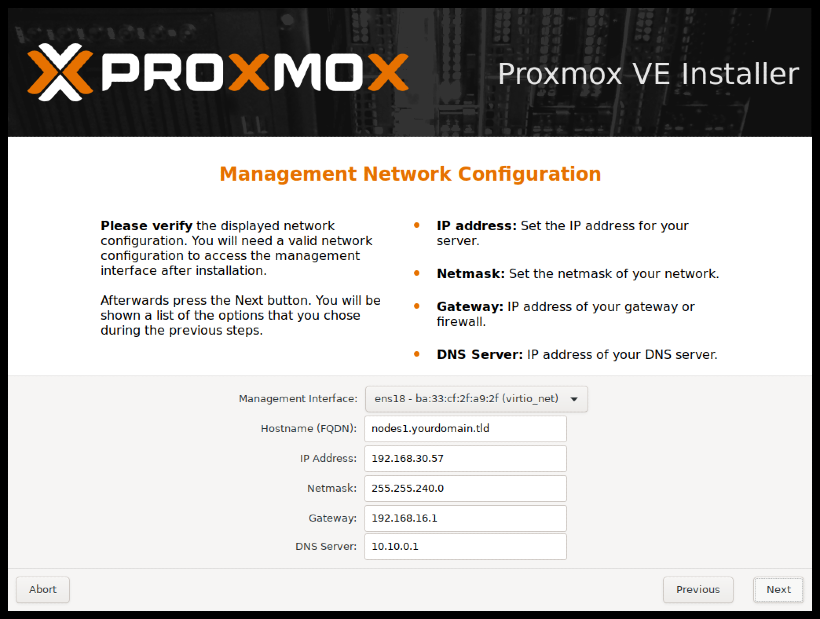 PROXMOX
Proxmox VE Installer
Management Network Configuration
Please verify the displayed network
configuration. You will need a valid network
configuration to access the management
interface after installation.
Afterwards press the Next button. You will be
shown a list of the options that you chose
during the previous steps.
IP address: Set the IP address for your
server.
Netmask: Set the netmask of your network.
Gateway: IP address of your gateway or
firewall.
DNS Server: IP address of your DNS server.
Management Interface: ens18 - ba:33:cf:2f:a9:2f (virtio_net)
Hostname (FQDN): nodes1.yourdomain.tld
IP Address: 192.168.30.57
Netmask: 255.255.240.0
Gateway: 192.168.16.1
DNS Server: 10.10.0.1
Abort Previous Next